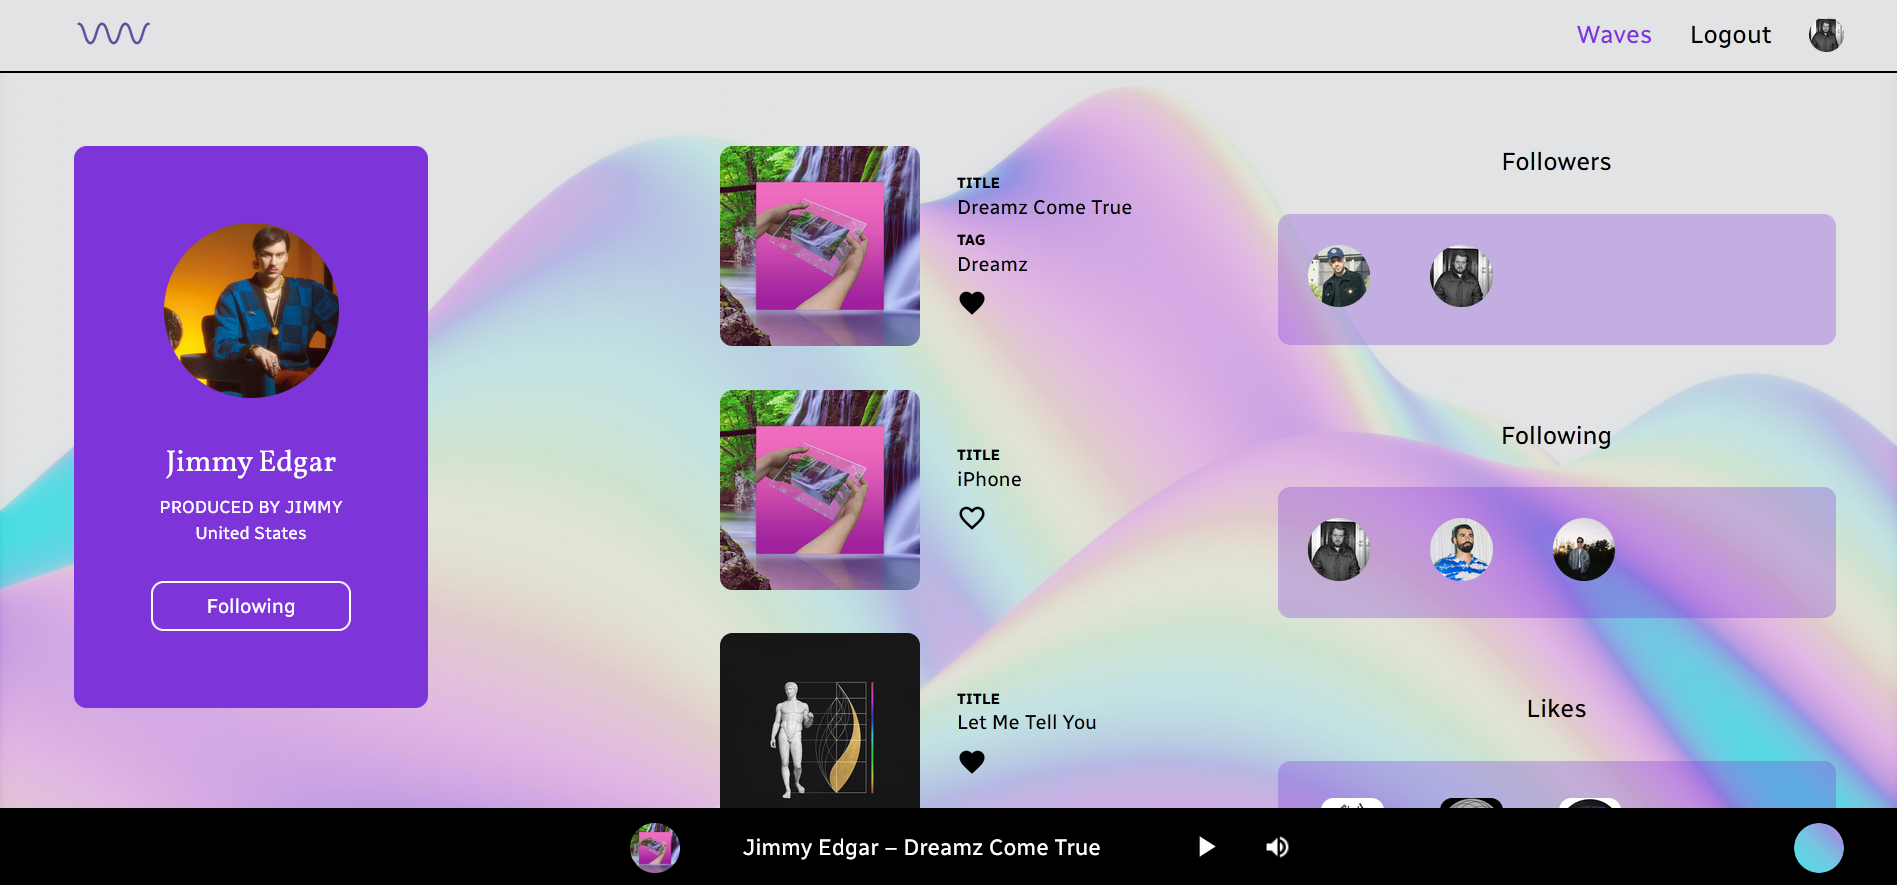 Waves
Logout
Jimmy Edgar
PRODUCED BY JIMMY
United States
Following
TITLE
Dreamz Come True
TAG
Dreamz
TITLE
iPhone
TITLE
Let Me Tell You
Followers
Following
Likes
Jimmy Edgar – Dreamz Come True